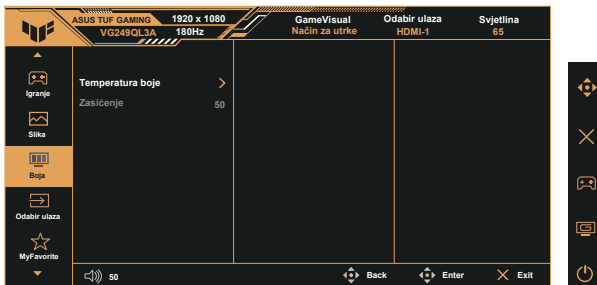 ASUS TUF GAMING 1920 x 1080 GameVisual Odabir ulaza Svjetlina
VG249QL3A 180Hz Način za utrke HDMI-1 65
Igranje
Temperatura boje
Zasićenje 50
Slika
Boja
Odabir ulaza
MyFavorite
50 Back Enter Exit